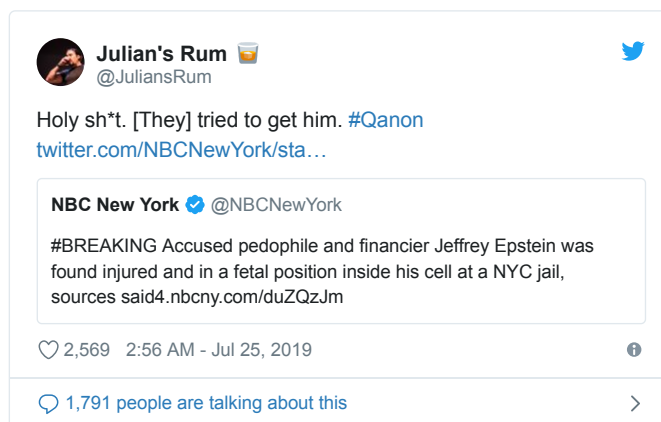 Julian's Rum 🥃
@JuliansRum
Holy sh*t. [They] tried to get him. #Qanon
twitter.com/NBCNewYork/sta…
NBC New York @NBCNewYork
#BREAKING Accused pedophile and financier Jeffrey Epstein was
found injured and in a fetal position inside his cell at a NYC jail,
sources said4.nbcny.com/duZQzJm
2,569 2:56 AM - Jul 25, 2019
1,791 people are talking about this